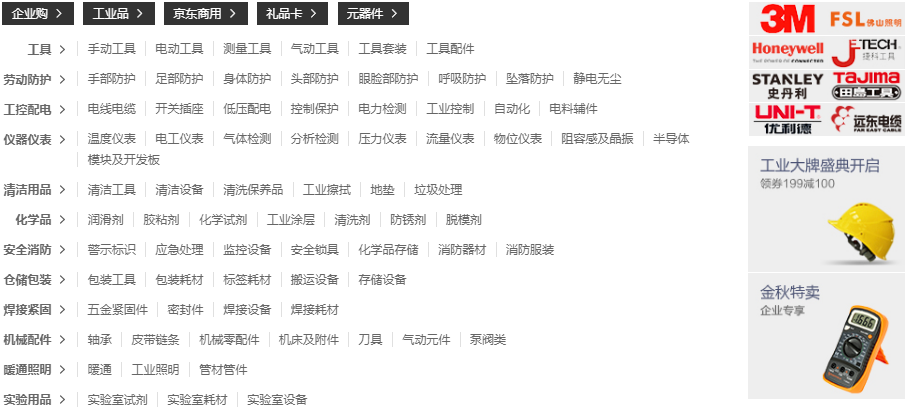 企业购 > 工业品 > 京东商用 > 礼品卡 > 元器件 >
工具 > 手动工具 电动工具 测量工具 气动工具 工具套装 工具配件
劳动防护 > 手部防护 足部防护 身体防护 头部防护 眼脸部防护 呼吸防护 坠落防护 静电无尘
工控配电 > 电线电缆 开关插座 低压配电 控制保护 电力检测 工业控制 自动化 电料辅件
仪器仪表 > 温度仪表 电工仪表 气体检测 分析检测 压力仪表 流量仪表 物位仪表 阻容感及晶振 半导体
模块及开发板
清洁用品 > 清洁工具 清洁设备 清洗保养品 工业擦拭 地垫 垃圾处理
化学品 > 润滑剂 胶粘剂 化学试剂 工业涂层 清洗剂 防锈剂 脱模剂
安全消防 > 警示标识 应急处理 监控设备 安全锁具 化学品存储 消防器材 消防服装
仓储包装 > 包装工具 包装耗材 标签耗材 搬运设备 存储设备
焊接紧固 > 五金紧固件 密封件 焊接设备 焊接耗材
机械配件 > 轴承 皮带链条 机械零配件 机床及附件 刀具 气动元件 泵阀类
暖通照明 > 暖通 工业照明 管材管件
实验用品 > 实验室试剂 实验室耗材 实验室设备
3M FSL佛山照明
Honeywell
THE POWER OF CONNECTED
JETECH
捷科工具
STANLEY
史丹利
TAJIMA
田岛工具
UNI-T
优利德
远东电缆
FAR EAST CABLE
工业大牌盛典开启
领券199减100
金秋特卖
企业专享
1.666